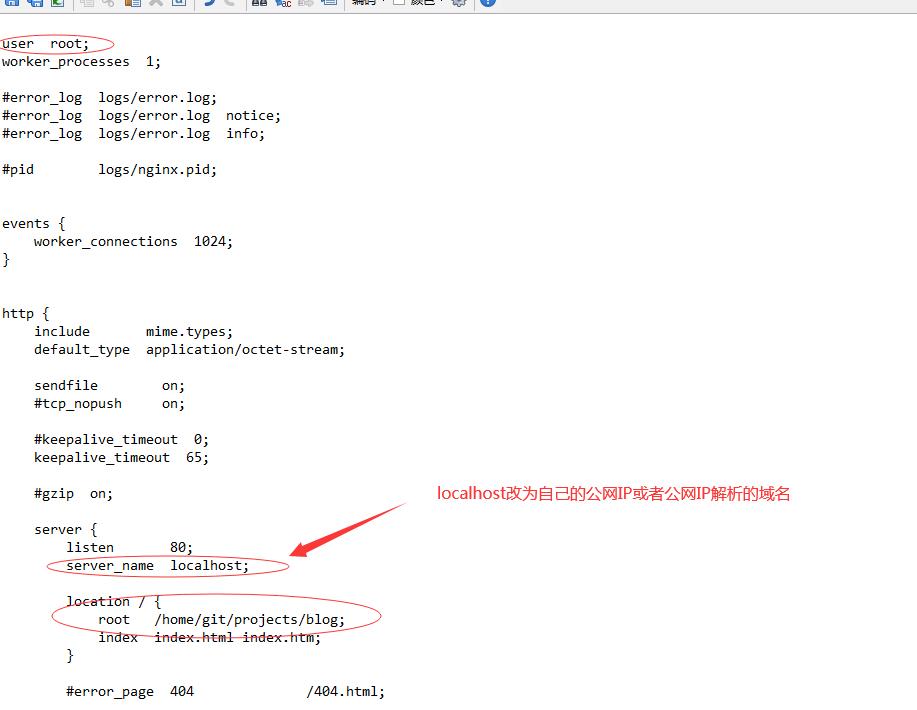 编码 颜色
user  root;
worker_processes  1;
#error_log  logs/error.log;
#error_log  logs/error.log  notice;
#error_log  logs/error.log  info;
#pid        logs/nginx.pid;
events {
    worker_connections  1024;
}
http {
    include       mime.types;
    default_type  application/octet-stream;
    sendfile        on;
    #tcp_nopush     on;
    #keepalive_timeout  0;
    keepalive_timeout  65;
    #gzip  on;
localhost改为自己的公网IP或者公网IP解析的域名
    server {
        listen       80;
        server_name  localhost;
        location / {
            root   /home/git/projects/blog;
            index  index.html index.htm;
        }
        #error_page  404              /404.html;